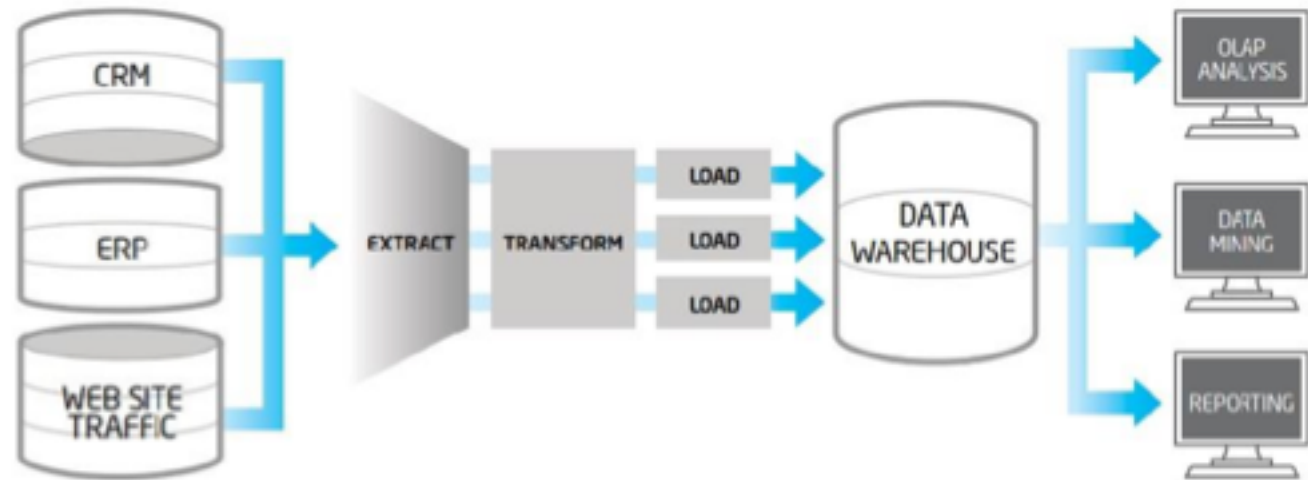 CRM
ERP
WEB SITE
TRAFFIC
EXTRACT
TRANSFORM
LOAD
LOAD
LOAD
DATA
WAREHOUSE
OLAP
ANALYSIS
DATA
MINING
REPORTING